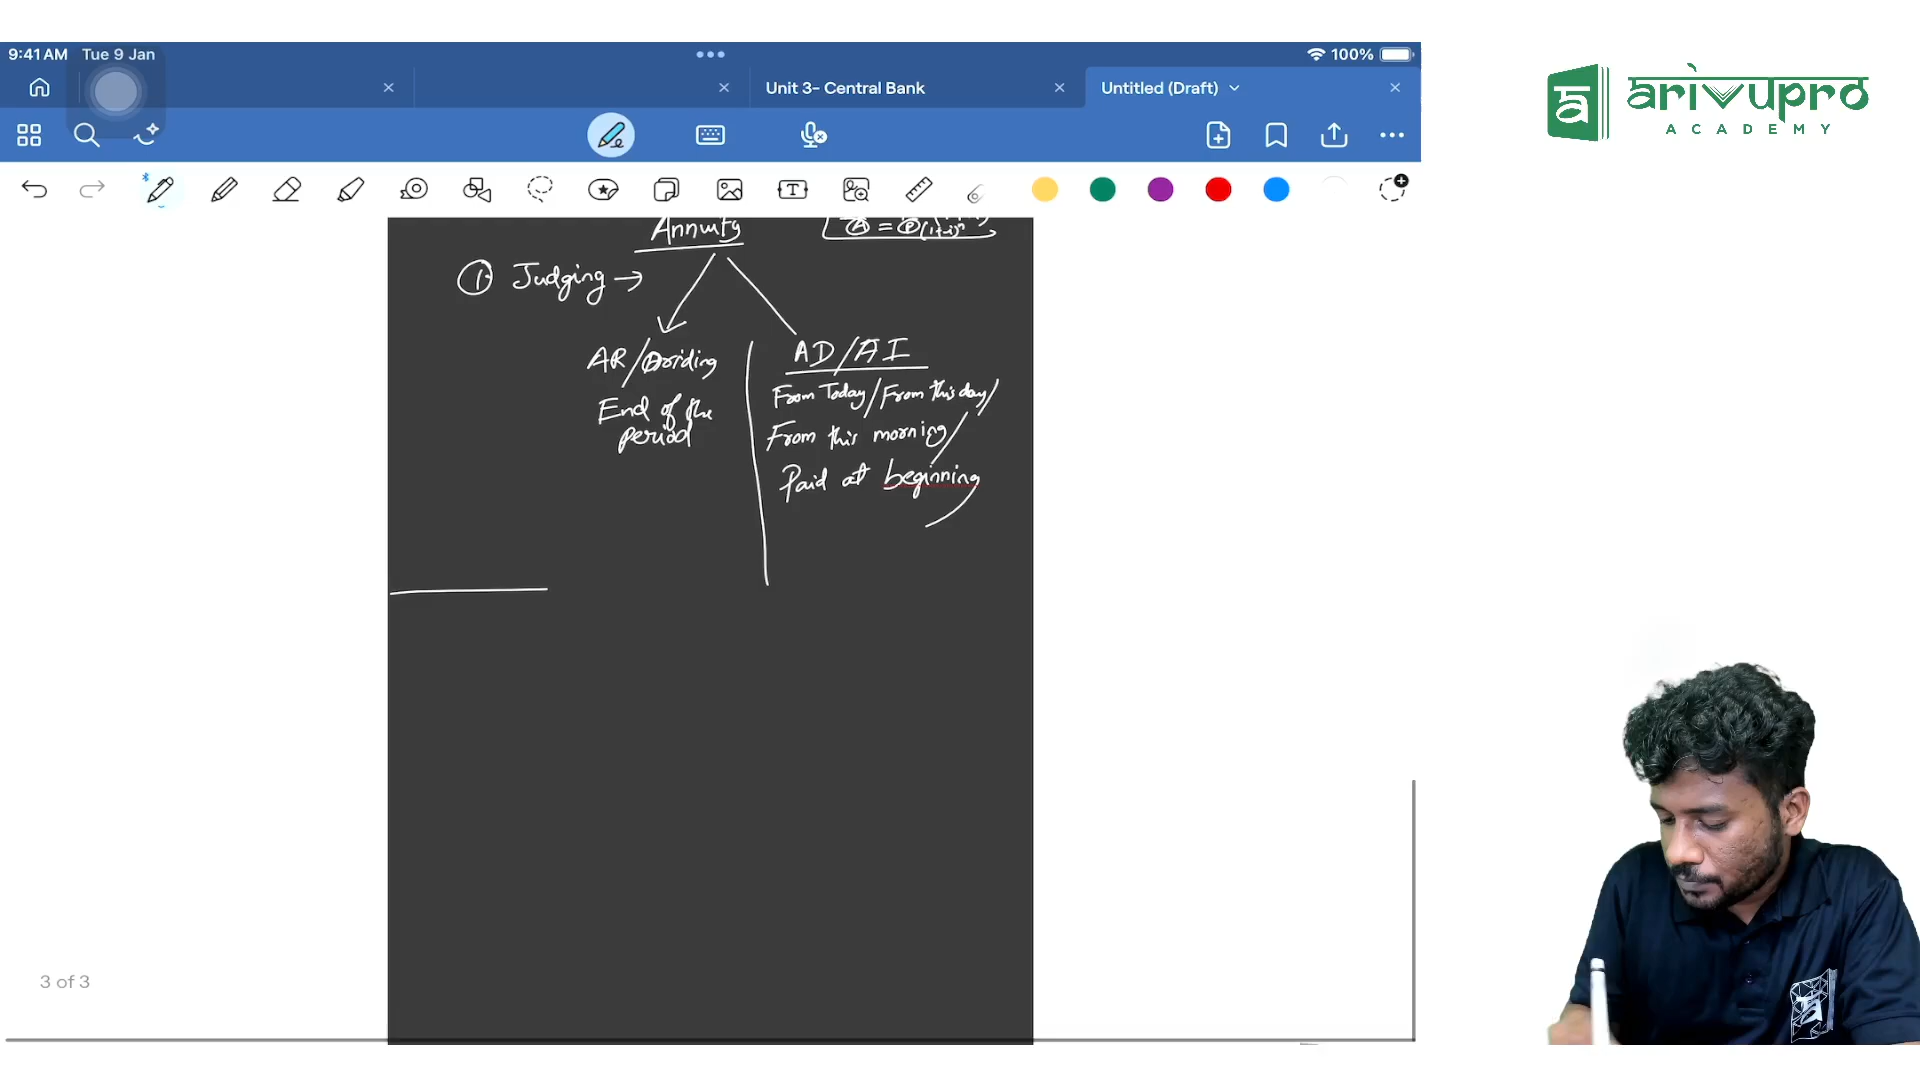 9:41 AM Tue 9 Jan
100%
Unit 3- Central Bank
Untitled (Draft)
arivupro
ACADEMY
Annuity
A = P(1+i)^n
① Judging →
AR/
End of the
period
AD/AI
From Today/From this day/
From this morning/
Paid at beginning
3 of 3